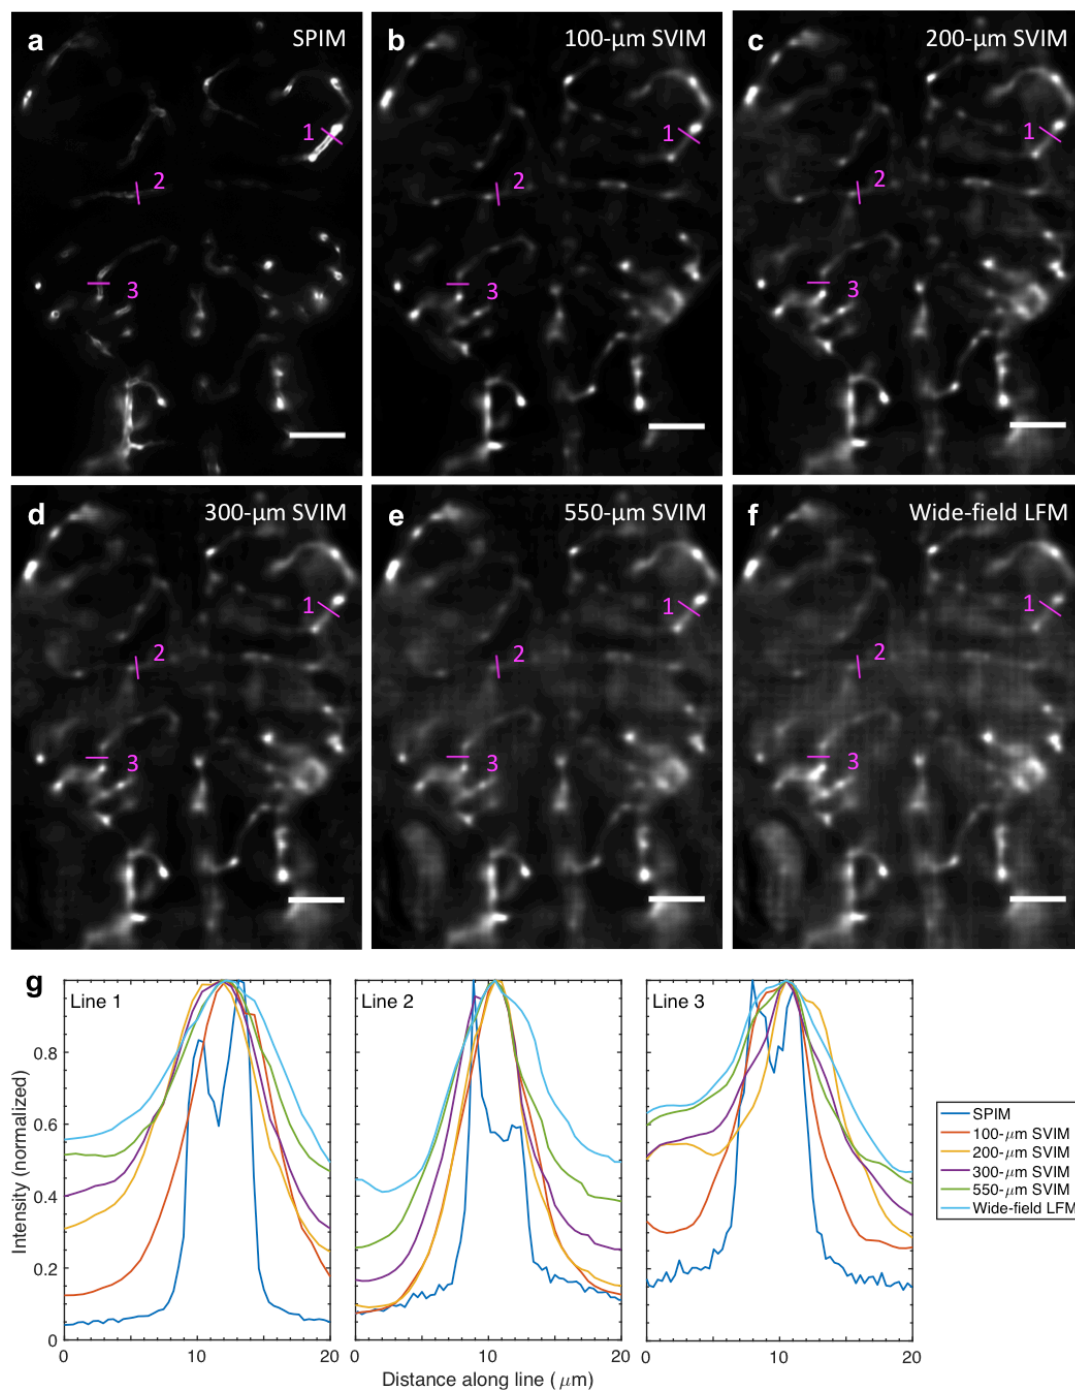 a SPIM
1
2
3
b 100-μm SVIM
1
2
3
c 200-μm SVIM
1
2
3
d 300-μm SVIM
1
2
3
e 550-μm SVIM
1
2
3
f Wide-field LFM
1
2
3
g
Line 1
Line 2
Line 3
Intensity (normalized)
0.8
0.6
0.4
0.2
0
0 10 20
0 10 20
0 10 20
Distance along line ( μm)
SPIM
100-μm SVIM
200-μm SVIM
300-μm SVIM
550-μm SVIM
Wide-field LFM